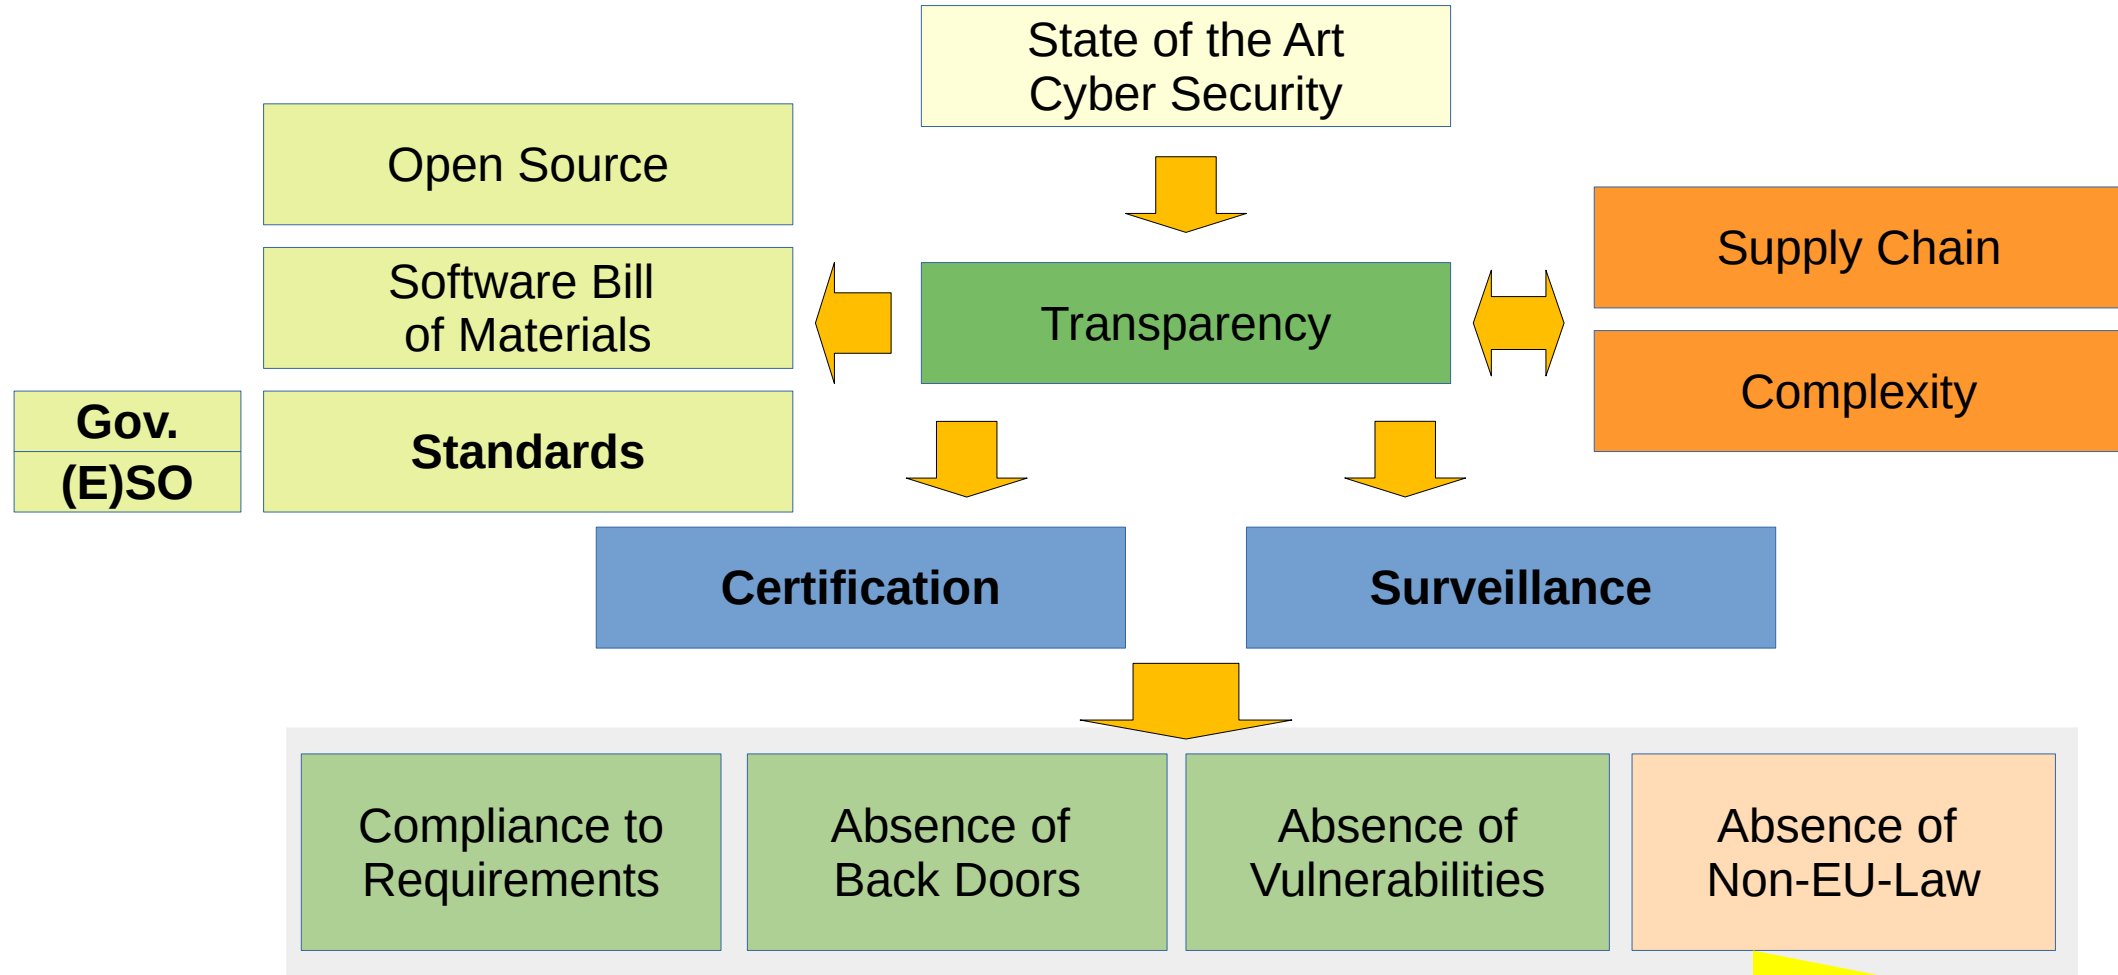 State of the Art
Cyber Security
Open Source
Software Bill
of Materials
Gov.
(E)SO
Standards
Transparency
Supply Chain
Complexity
Certification
Surveillance
Compliance to
Requirements
Absence of
Back Doors
Absence of
Vulnerabilities
Absence of
Non-EU-Law